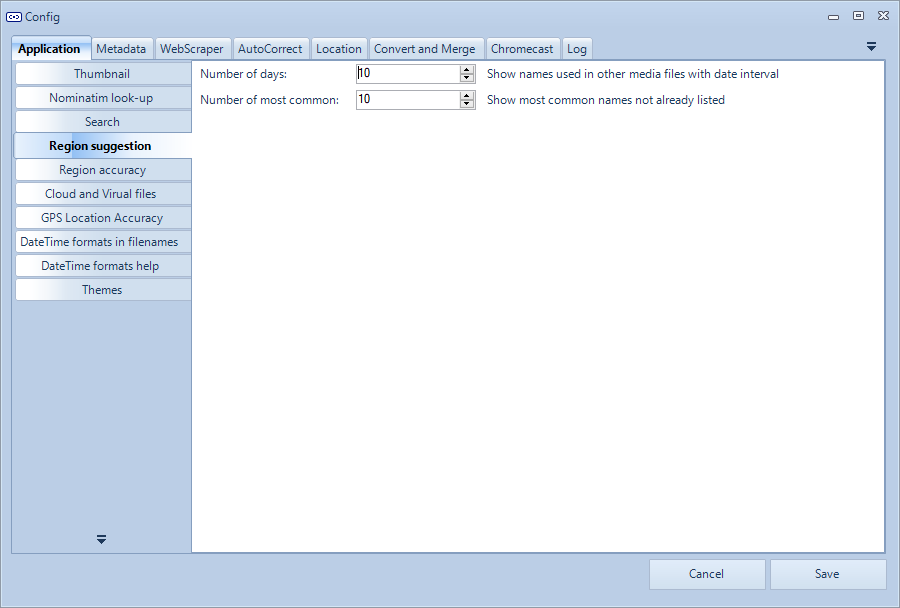 Config
Application Metadata WebScraper AutoCorrect Location Convert and Merge Chromecast Log
Thumbnail
Nominatim look-up
Search
Region suggestion
Region accuracy
Cloud and Virual files
GPS Location Accuracy
DateTime formats in filenames
DateTime formats help
Themes
Number of days: 10 Show names used in other media files with date interval
Number of most common: 10 Show most common names not already listed
Cancel Save